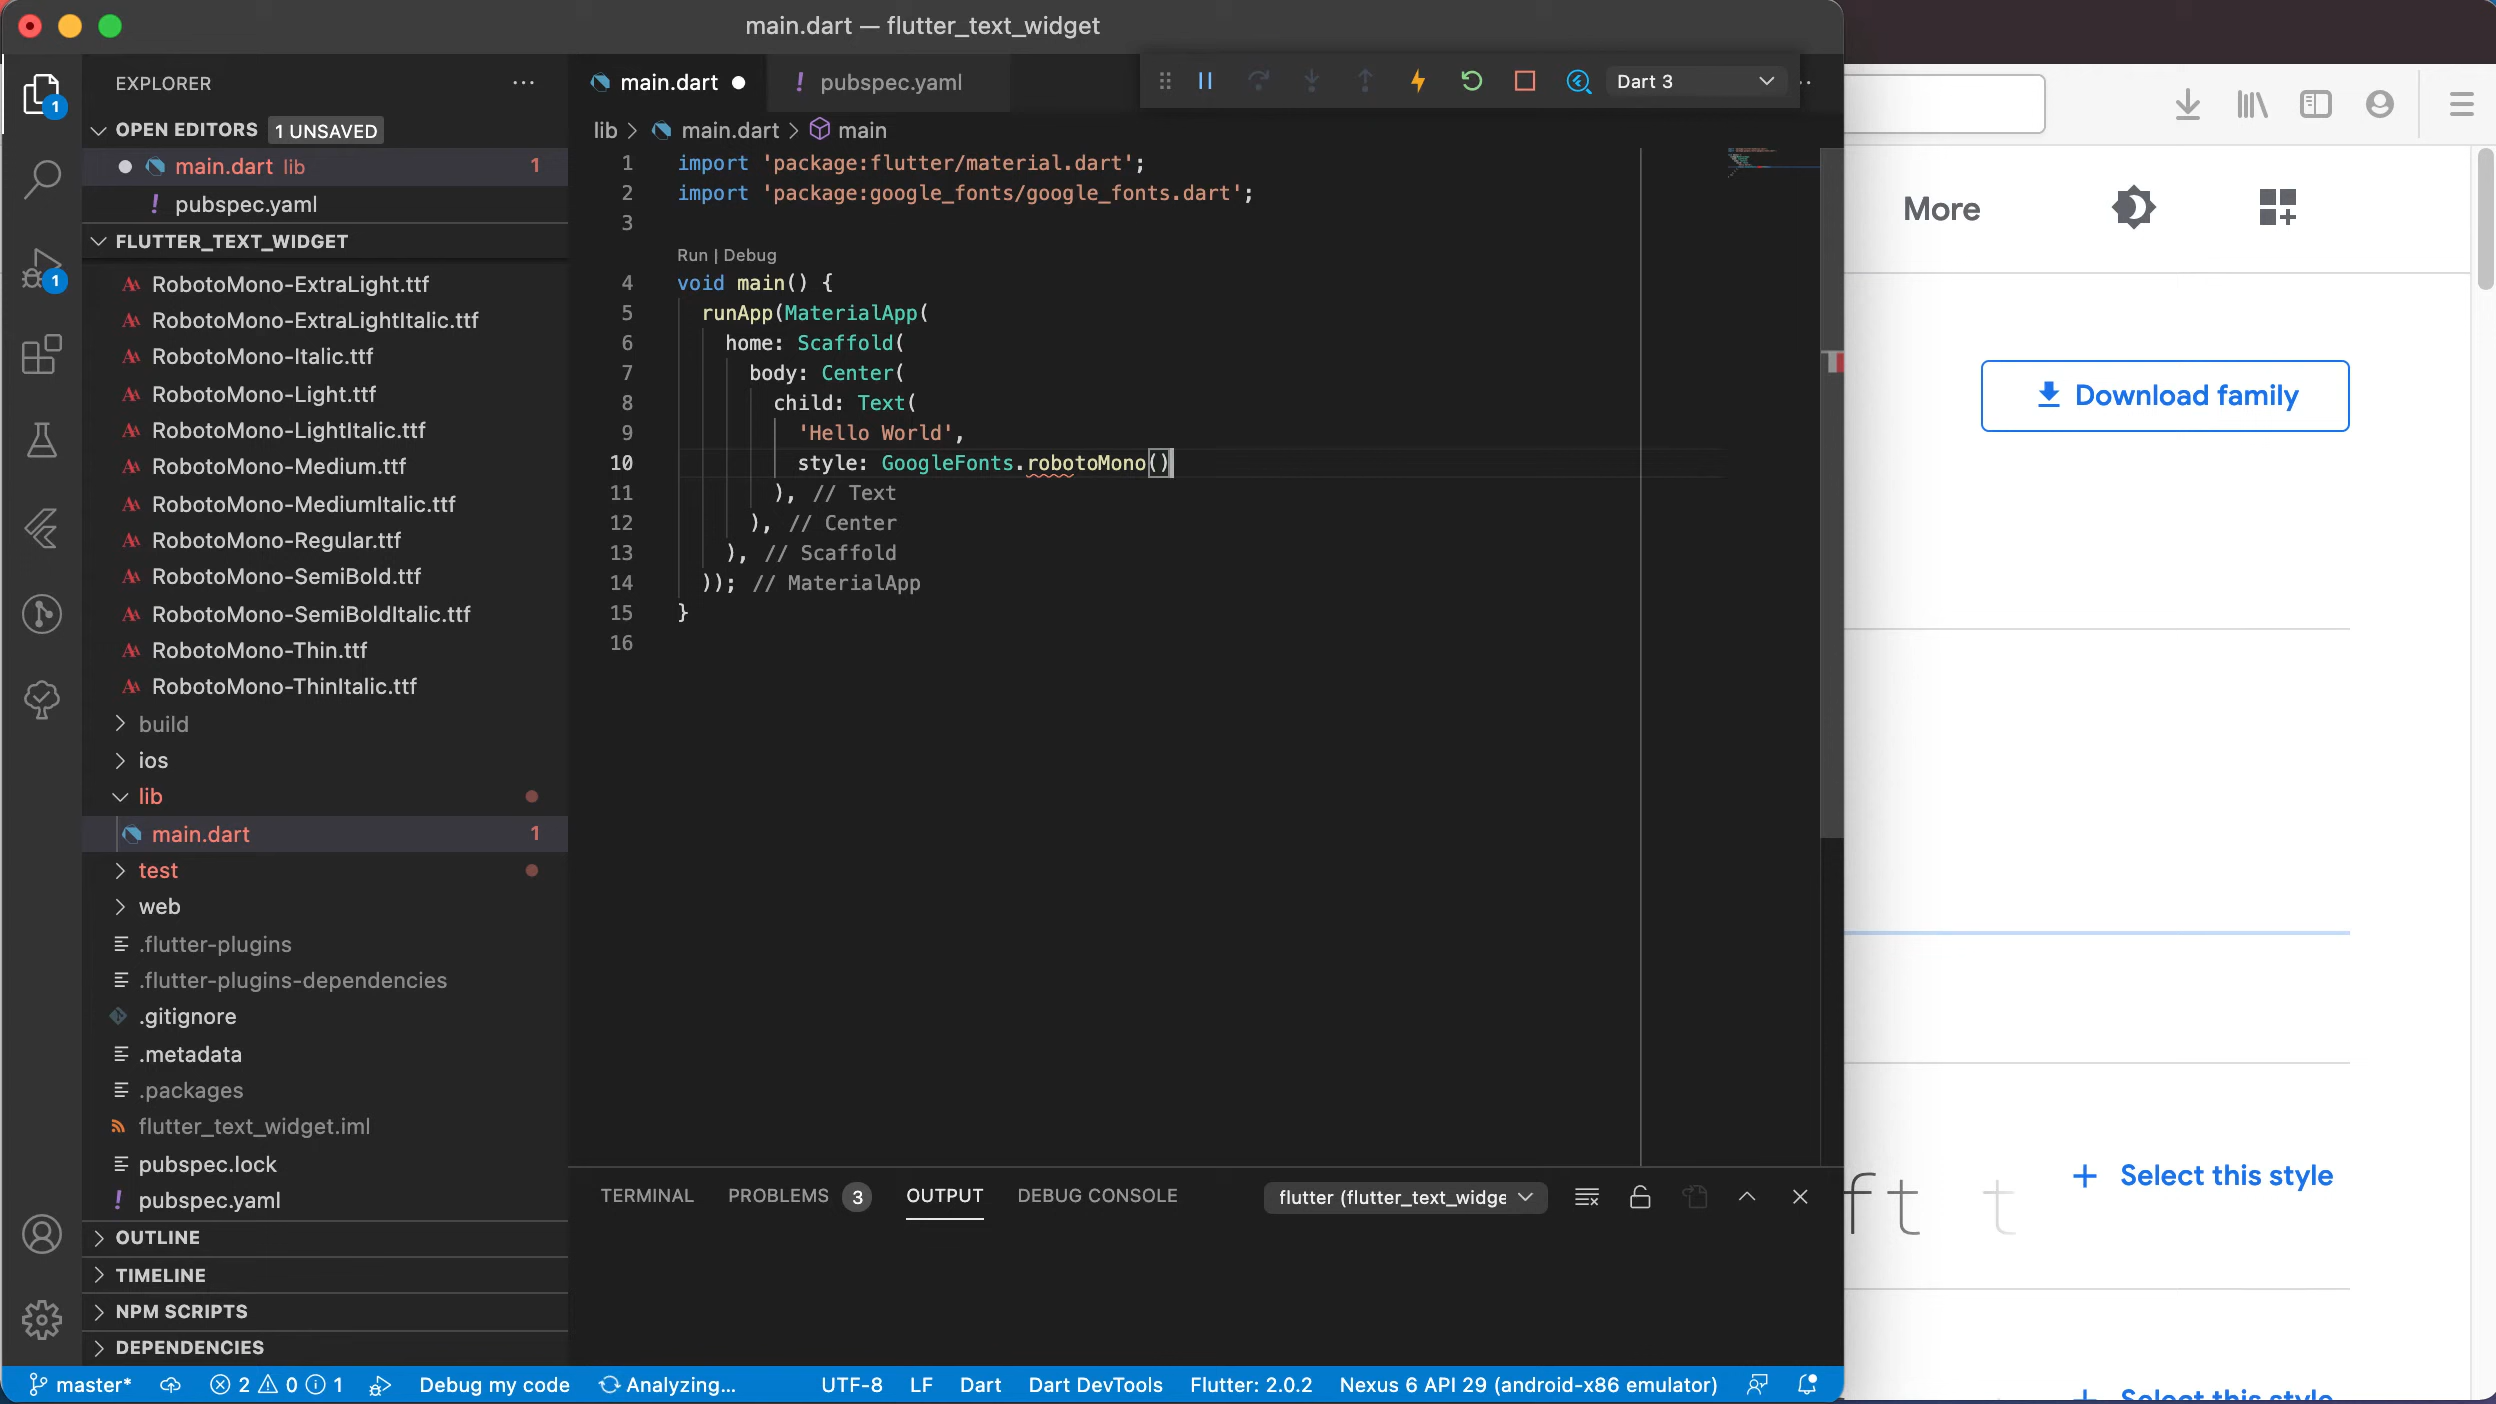 main.dart — flutter_text_widget
EXPLORER
OPEN EDITORS 1 UNSAVED
main.dart lib 1
! pubspec.yaml
FLUTTER_TEXT_WIDGET
RobotoMono-ExtraLight.ttf
RobotoMono-ExtraLightItalic.ttf
RobotoMono-Italic.ttf
RobotoMono-Light.ttf
RobotoMono-LightItalic.ttf
RobotoMono-Medium.ttf
RobotoMono-MediumItalic.ttf
RobotoMono-Regular.ttf
RobotoMono-SemiBold.ttf
RobotoMono-SemiBoldItalic.ttf
RobotoMono-Thin.ttf
RobotoMono-ThinItalic.ttf
build
ios
lib
main.dart 1
test
web
.flutter-plugins
.flutter-plugins-dependencies
.gitignore
.metadata
.packages
flutter_text_widget.iml
pubspec.lock
! pubspec.yaml
OUTLINE
TIMELINE
NPM SCRIPTS
DEPENDENCIES
1
1
main.dart ! pubspec.yaml
Dart 3
lib > main.dart > main
1 import 'package:flutter/material.dart';
2 import 'package:google_fonts/google_fonts.dart';
3
Run | Debug
4 void main() {
5 runApp(MaterialApp(
6 home: Scaffold(
7 body: Center(
8 child: Text(
9 'Hello World',
10 style: GoogleFonts.robotoMono()
11 ), // Text
12 ), // Center
13 ), // Scaffold
14 )); // MaterialApp
15 }
16
TERMINAL PROBLEMS 3 OUTPUT DEBUG CONSOLE flutter (flutter_text_widge
master* 2 0 1 Debug my code Analyzing... UTF-8 LF Dart Dart DevTools Flutter: 2.0.2 Nexus 6 API 29 (android-x86 emulator)
More
Download family
ft t
+ Select this style
+ Select this style